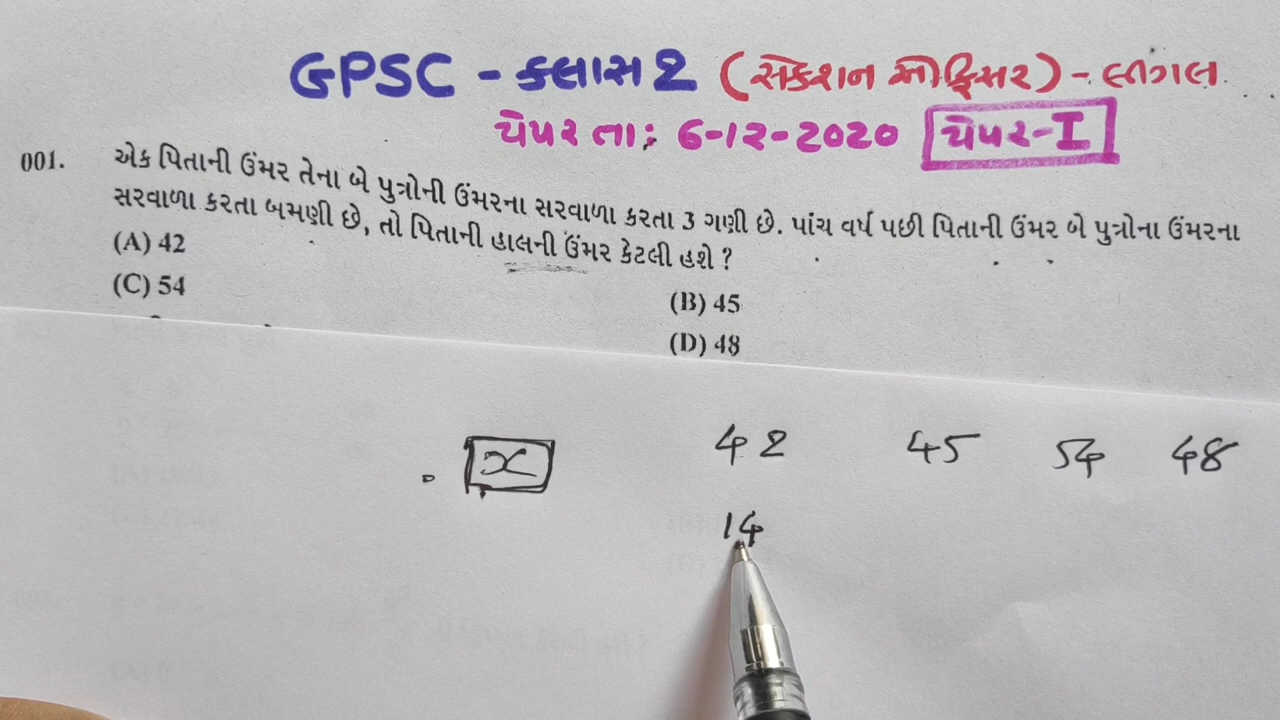 GPSC - ક્લાસ 2 (સેકશન ઓફિસર) - લીગલ
પેપર તા: 6-12-2020 પેપર-I
001. એક પિતાની ઉંમર તેના બે પુત્રોની ઉંમરના સરવાળા કરતા 3 ગણી છે. પાંચ વર્ષ પછી પિતાની ઉંમર બે પુત્રોના ઉંમરના
સરવાળા કરતા બમણી છે, તો પિતાની હાલની ઉંમર કેટલી હશે ?
(A) 42
(B) 45
(C) 54
(D) 48
x 42 45 54 48
14